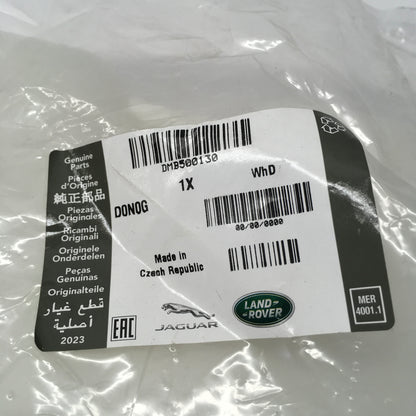 Genuine
Parts
Pièces
d'Origine
純正部品
Piezas
Originales
Ricambi
Originali
Originele
Onderdelen
Peças
Genuínas
Originalteile
قطع غيار
أصلية
2023
DMB500130
1X
WhD
DONOG
00/00/0000
Made in
Czech Republic
EAC
JAGUAR
LAND
ROVER
MER
4001.1